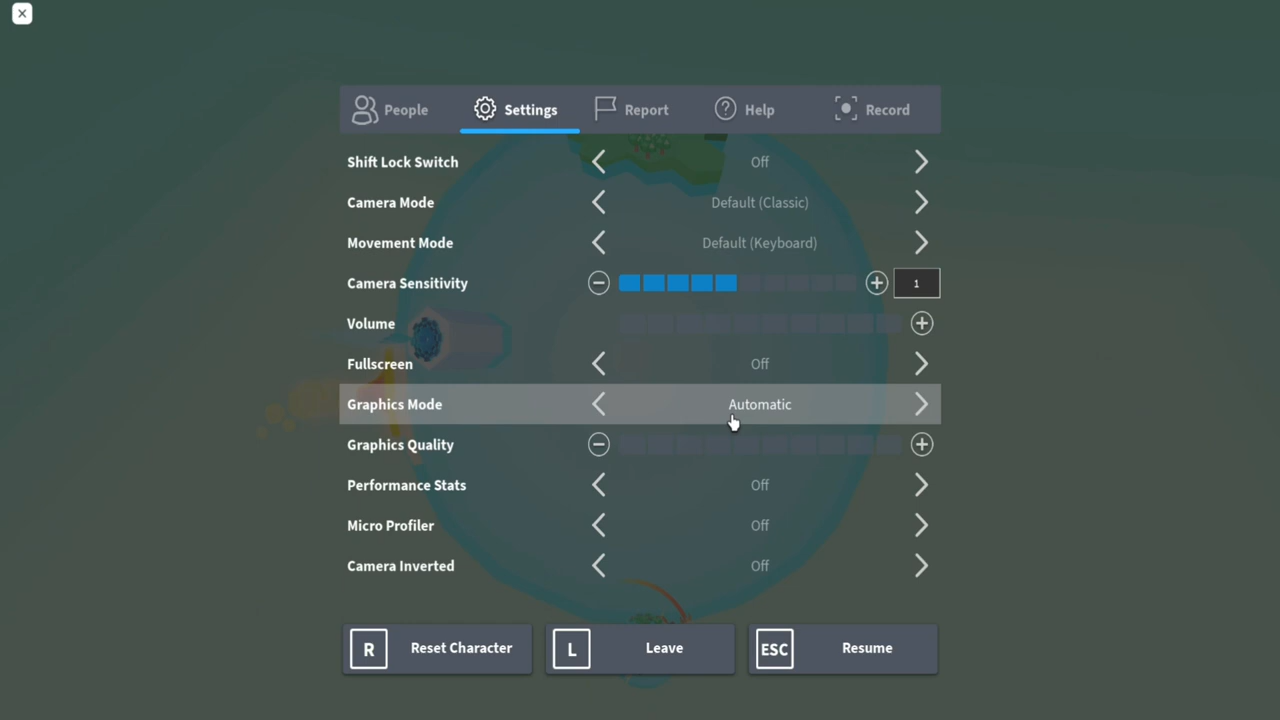 People Settings Report Help Record
Shift Lock Switch Off
Camera Mode Default (Classic)
Movement Mode Default (Keyboard)
Camera Sensitivity 1
Volume
Fullscreen Off
Graphics Mode Automatic
Graphics Quality
Performance Stats Off
Micro Profiler Off
Camera Inverted Off
R Reset Character L Leave ESC Resume